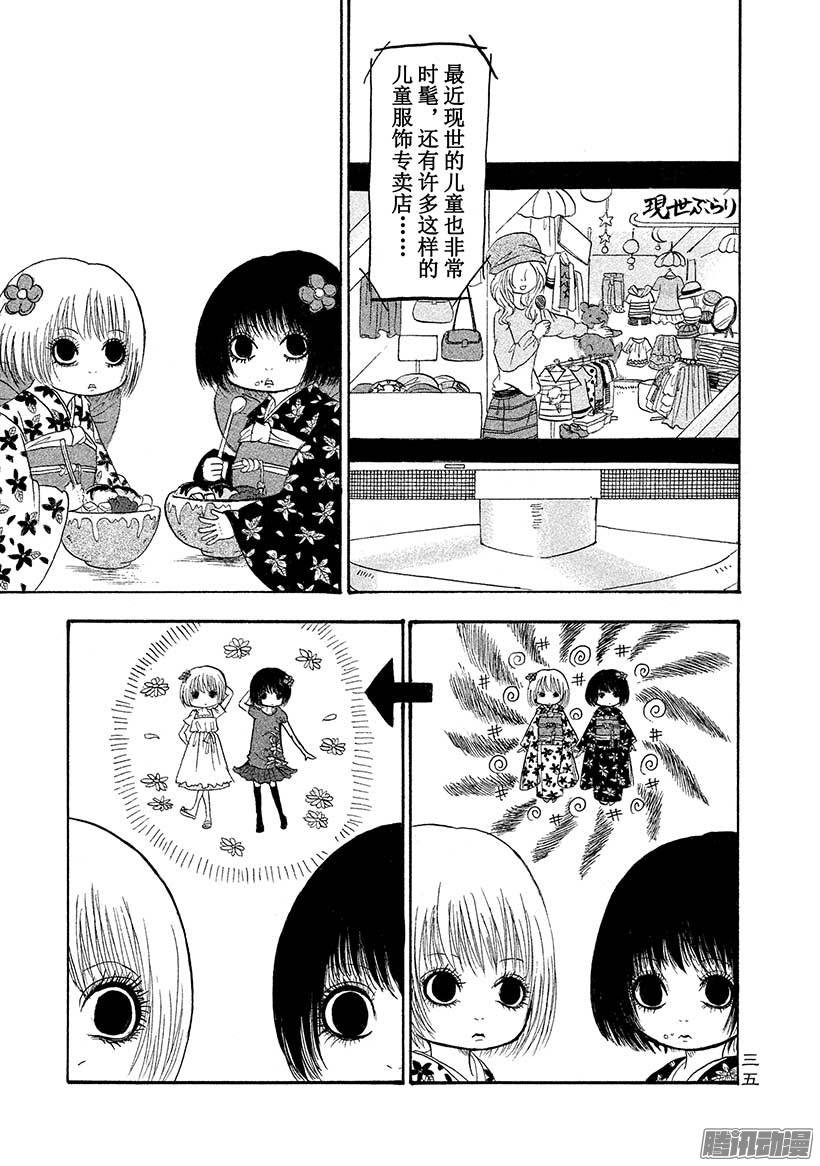 最近现世的儿童也非常
时髦，还有许多这样的
儿童服饰专卖店……
現世ぶらり
三五
腾讯动漫